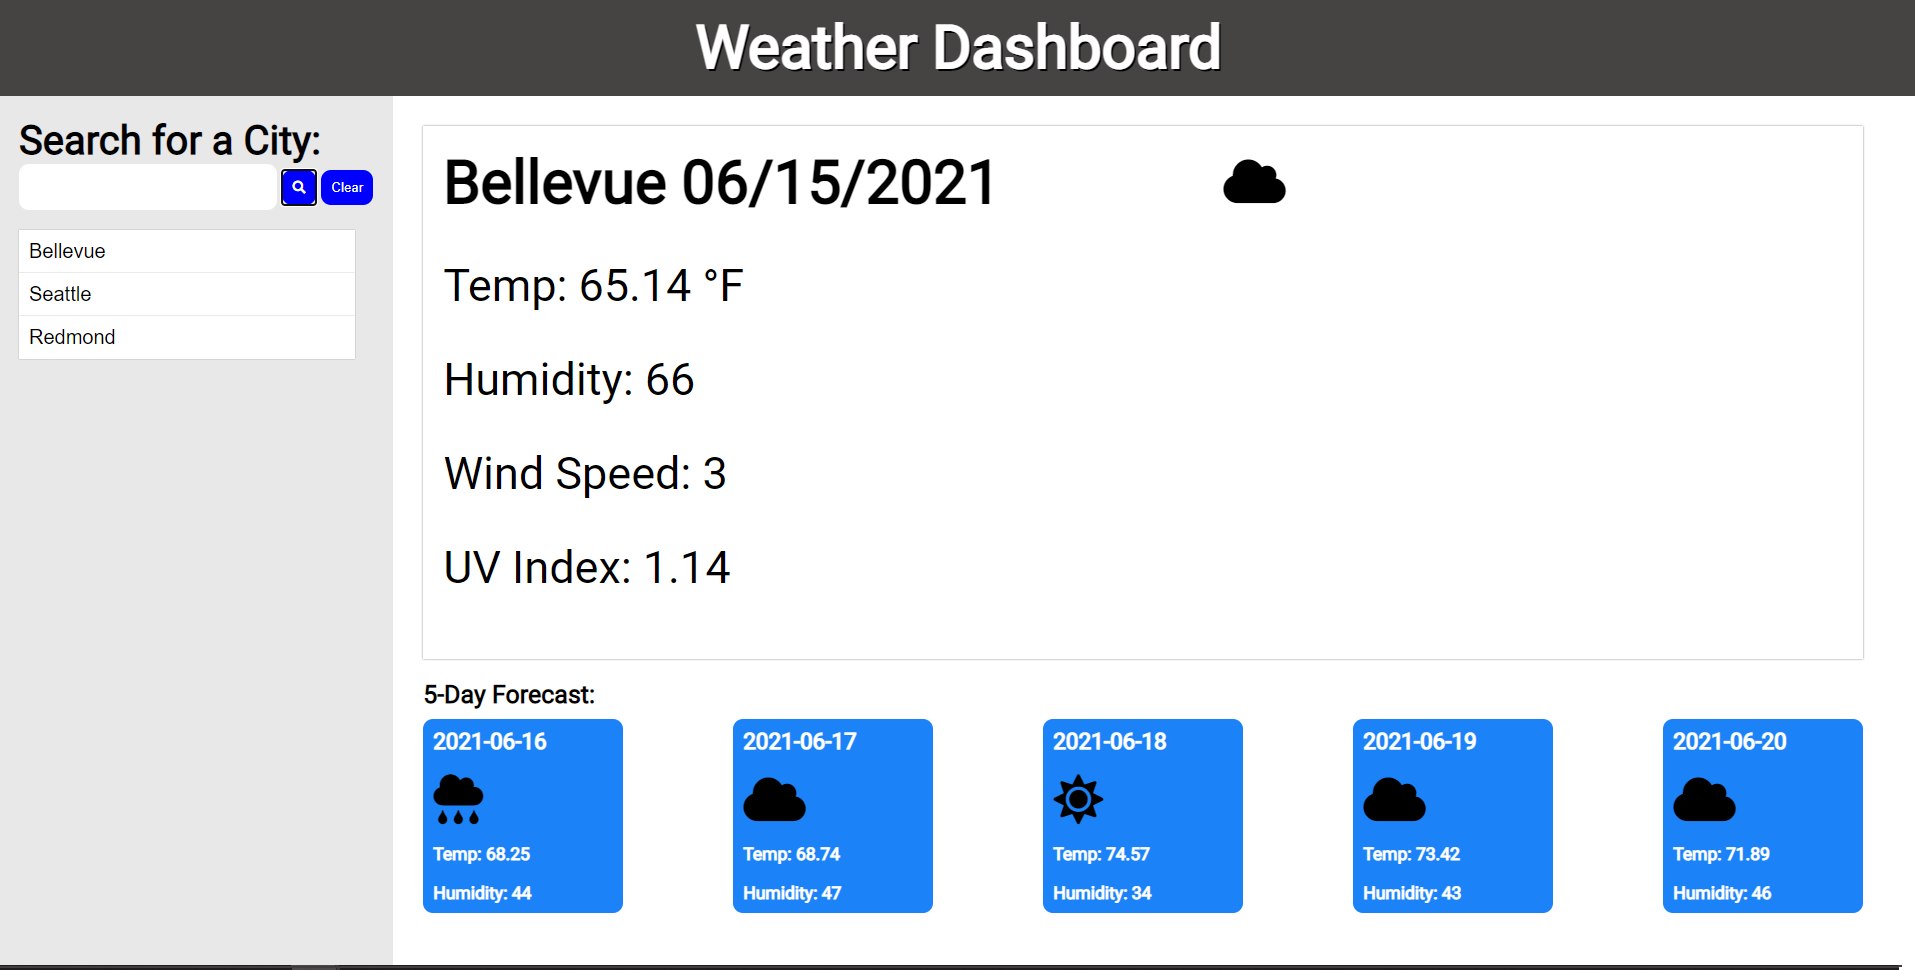 Weather Dashboard
Search for a City:
Clear
Bellevue
Seattle
Redmond
Bellevue 06/15/2021
Temp: 65.14 °F
Humidity: 66
Wind Speed: 3
UV Index: 1.14
5-Day Forecast:
2021-06-16
Temp: 68.25
Humidity: 44
2021-06-17
Temp: 68.74
Humidity: 47
2021-06-18
Temp: 74.57
Humidity: 34
2021-06-19
Temp: 73.42
Humidity: 43
2021-06-20
Temp: 71.89
Humidity: 46